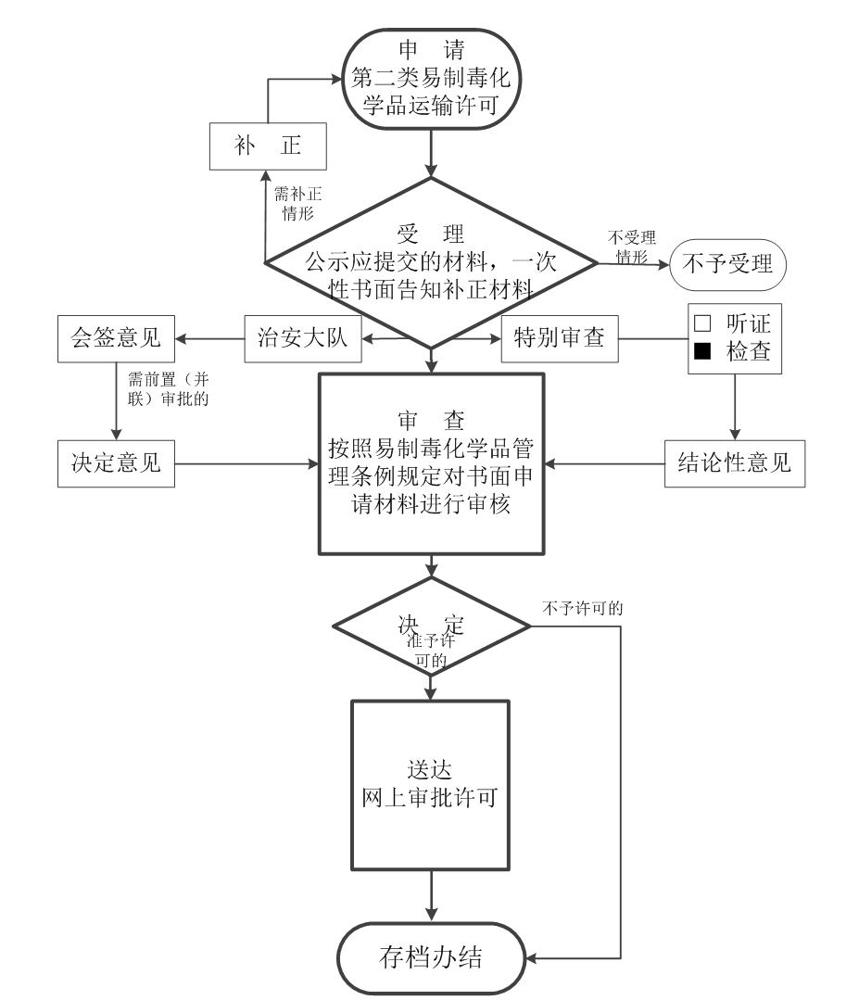 申 请
第二类易制毒化
学品运输许可
补 正
需补正
情形
受 理
公示应提交的材料，一次
性书面告知补正材料
不受理
情形
不予受理
会签意见
治安大队
特别审查
□ 听证
■ 检查
需前置（并
联）审批的
审 查
按照易制毒化学品管
理条例规定对书面申
请材料进行审核
决定意见
结论性意见
决 定
准予许
可的
不予许可的
送达
网上审批许可
存档办结